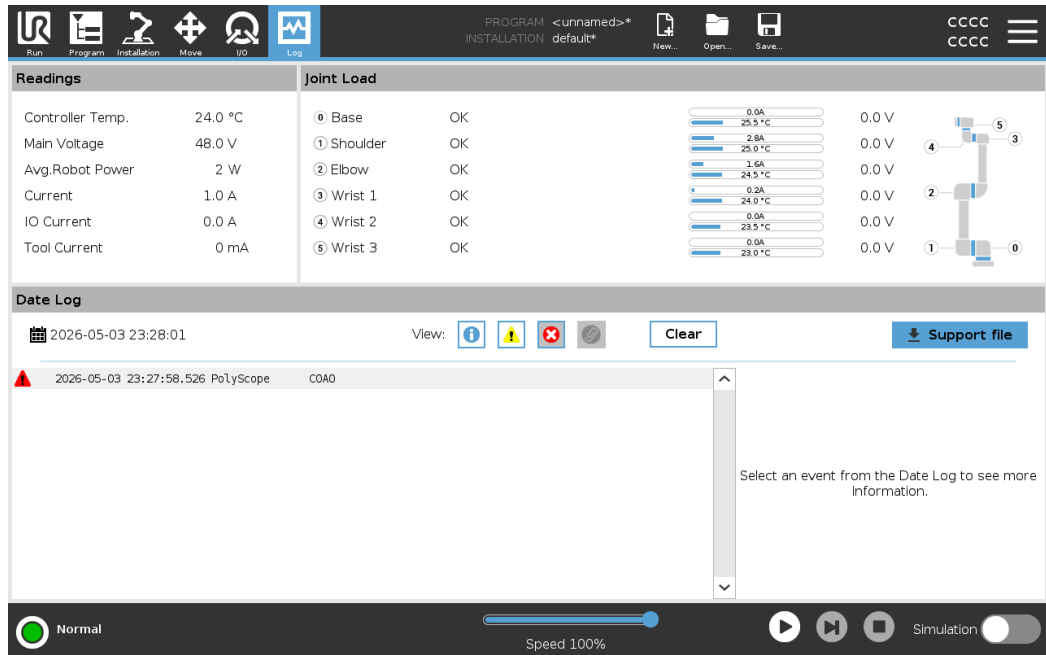 PROGRAM <unnamed>*
INSTALLATION default*
CCCC
CCCC
Run Program Installation Move I/O Log New... Open... Save...
Readings
Controller Temp. 24.0 °C
Main Voltage 48.0 V
Avg.Robot Power 2 W
Current 1.0 A
IO Current 0.0 A
Tool Current 0 mA
Joint Load
0 Base OK 0.0A 25.5 °C 0.0 V
1 Shoulder OK 2.8A 25.0 °C 0.0 V
2 Elbow OK 1.6A 24.5 °C 0.0 V
3 Wrist 1 OK 0.2A 24.0 °C 0.0 V
4 Wrist 2 OK 0.0A 23.5 °C 0.0 V
5 Wrist 3 OK 0.0A 23.0 °C 0.0 V
5
3
4
2
1 0
Date Log
2026-05-03 23:28:01 View: Clear Support file
2026-05-03 23:27:58.526 PolyScope C0A0
Select an event from the Date Log to see more
information.
Normal
Speed 100%
Simulation